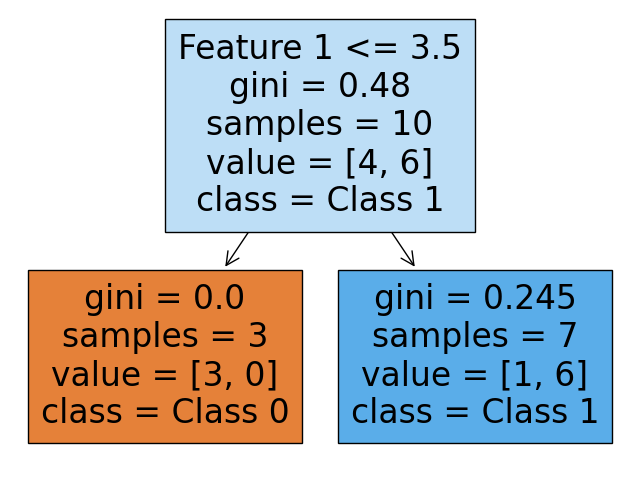 Feature 1 <= 3.5
gini = 0.48
samples = 10
value = [4, 6]
class = Class 1
gini = 0.0
samples = 3
value = [3, 0]
class = Class 0
gini = 0.245
samples = 7
value = [1, 6]
class = Class 1